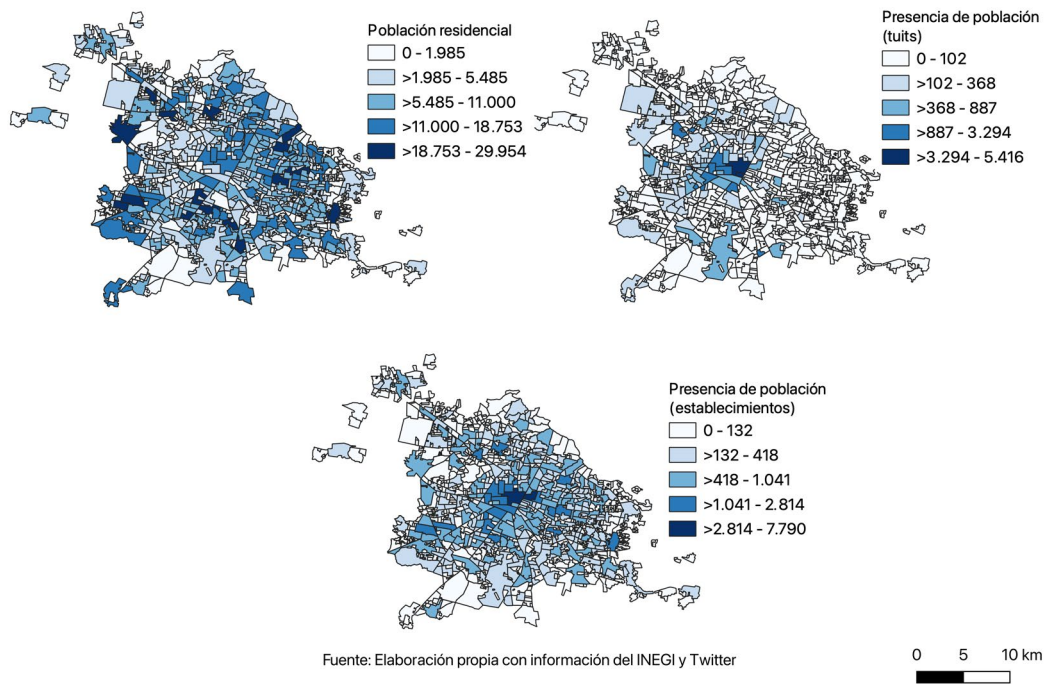 Población residencial
0 - 1.985
>1.985 - 5.485
>5.485 - 11.000
>11.000 - 18.753
>18.753 - 29.954
Presencia de población
(tuits)
0 - 102
>102 - 368
>368 - 887
>887 - 3.294
>3.294 - 5.416
Presencia de población
(establecimientos)
0 - 132
>132 - 418
>418 - 1.041
>1.041 - 2.814
>2.814 - 7.790
Fuente: Elaboración propia con información del INEGI y Twitter
0 5 10 km